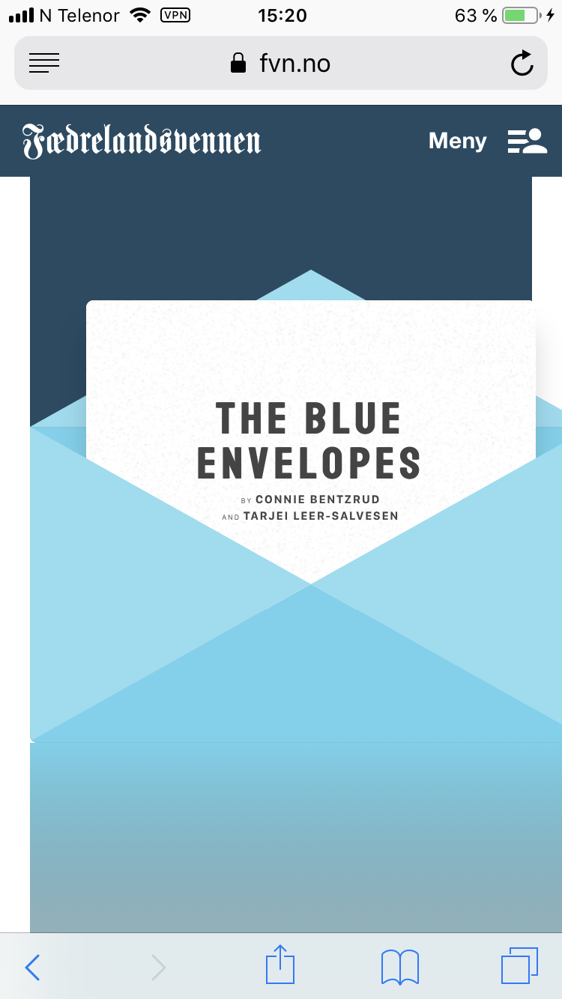 N Telenor VPN 15:20 63 %
fvn.no
Fædrelandsvennen Meny
THE BLUE
ENVELOPES
BY CONNIE BENTZRUD
AND TARJEI LEER-SALVESEN